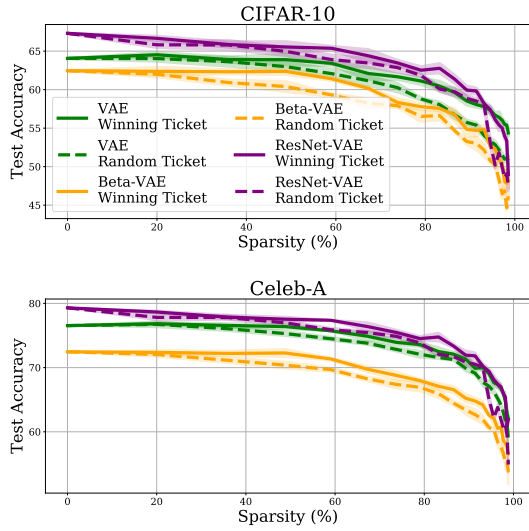 CIFAR-10
Test Accuracy
65
60
55
50
45
VAE
Winning Ticket
VAE
Random Ticket
Beta-VAE
Winning Ticket
Beta-VAE
Random Ticket
ResNet-VAE
Winning Ticket
ResNet-VAE
Random Ticket
0 20 40 60 80 100
Sparsity (%)
Celeb-A
Test Accuracy
80
70
60
0 20 40 60 80 100
Sparsity (%)